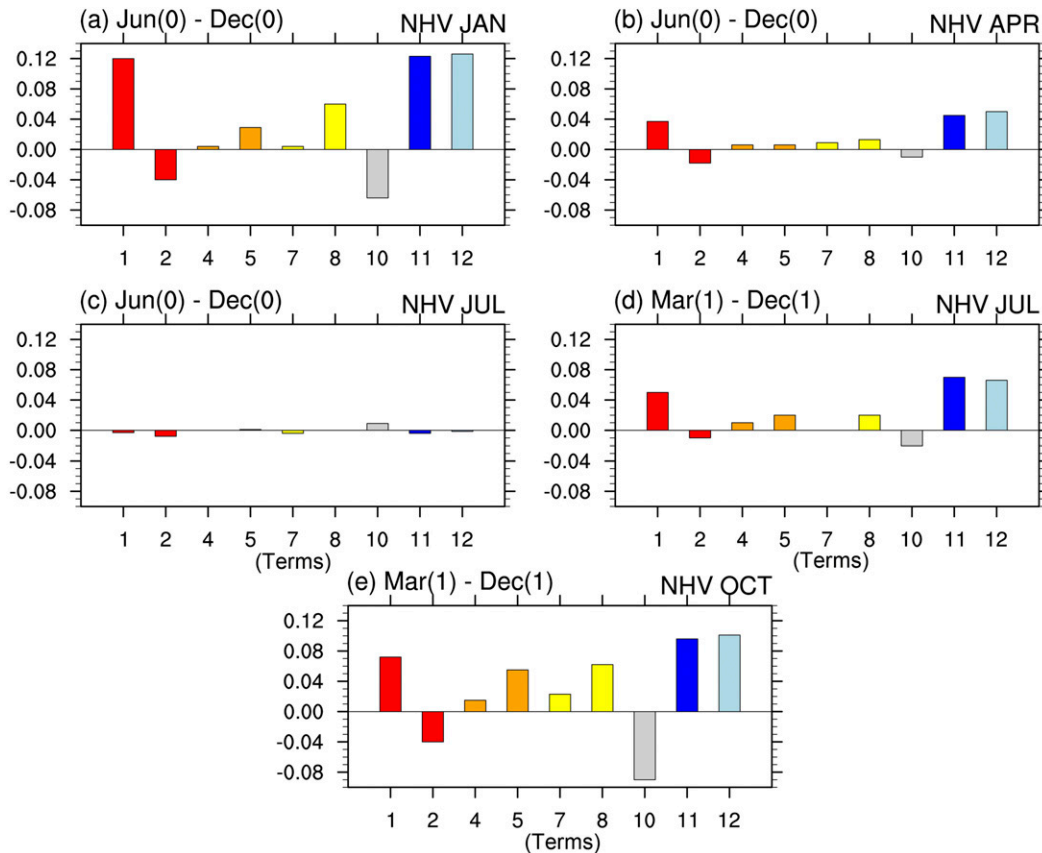 (a) Jun(0) - Dec(0) NHV JAN
0.12
0.08
0.04
0.00
-0.04
-0.08
1 2 4 5 7 8 10 11 12
(b) Jun(0) - Dec(0) NHV APR
0.12
0.08
0.04
0.00
-0.04
-0.08
1 2 4 5 7 8 10 11 12
(c) Jun(0) - Dec(0) NHV JUL
0.12
0.08
0.04
0.00
-0.04
-0.08
1 2 4 5 7 8 10 11 12
(Terms)
(d) Mar(1) - Dec(1) NHV JUL
0.12
0.08
0.04
0.00
-0.04
-0.08
1 2 4 5 7 8 10 11 12
(Terms)
(e) Mar(1) - Dec(1) NHV OCT
0.12
0.08
0.04
0.00
-0.04
-0.08
1 2 4 5 7 8 10 11 12
(Terms)